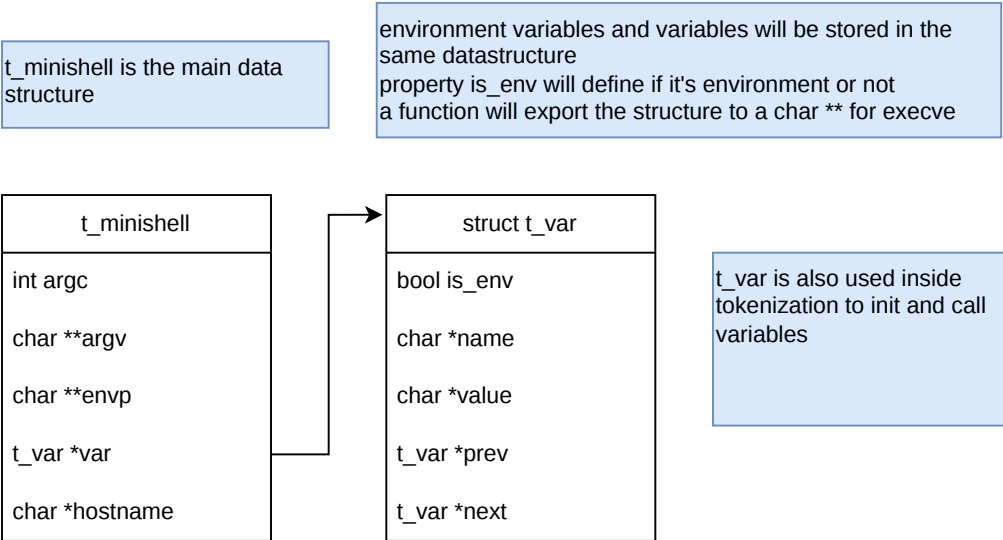 t_minishell is the main data
structure
environment variables and variables will be stored in the
same datastructure
property is_env will define if it's environment or not
a function will export the structure to a char ** for execve
t_minishell
int argc
char **argv
char **envp
t_var *var
char *hostname
struct t_var
bool is_env
char *name
char *value
t_var *prev
t_var *next
t_var is also used inside
tokenization to init and call
variables